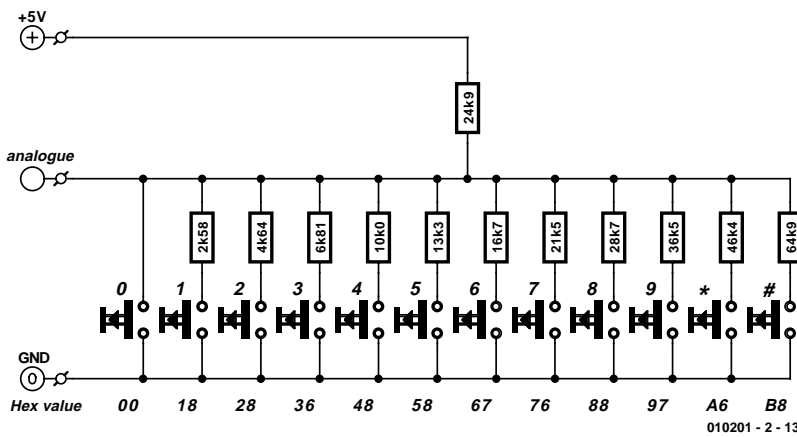 +5V
+
24k9
analogue
2k58 4k64 6k81 10k0 13k3 16k7 21k5 28k7 36k5 46k4 64k9
0 1 2 3 4 5 6 7 8 9 * #
GND
0
Hex value 00 18 28 36 48 58 67 76 88 97 A6 B8
010201 - 2 - 13